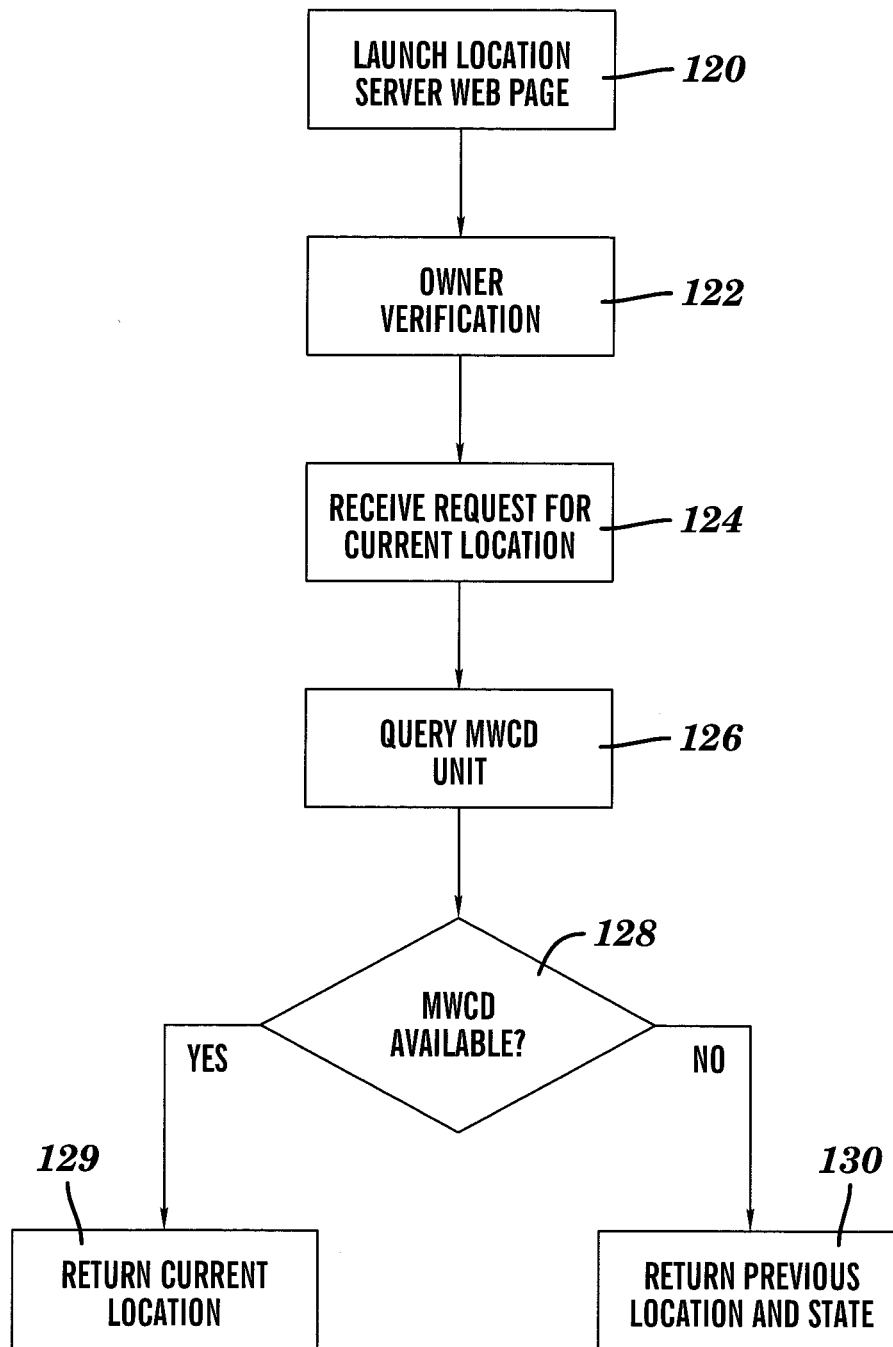 LAUNCH LOCATION
SERVER WEB PAGE
120
OWNER
VERIFICATION
122
RECEIVE REQUEST FOR
CURRENT LOCATION
124
QUERY MWCD
UNIT
126
128
MWCD
AVAILABLE?
YES
NO
129
RETURN CURRENT
LOCATION
130
RETURN PREVIOUS
LOCATION AND STATE